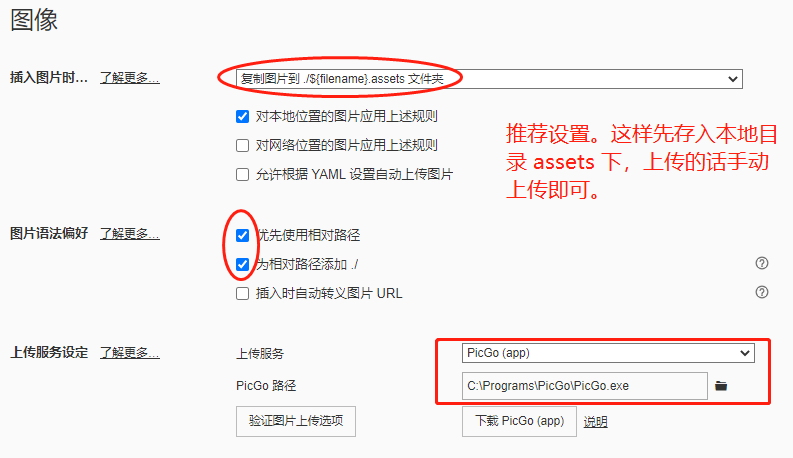 图像
插入图片时... 了解更多... 复制图片到 ./${filename}.assets 文件夹
对本地位置的图片应用上述规则
对网络位置的图片应用上述规则
允许根据 YAML 设置自动上传图片
推荐设置。这样先存入本地目
录 assets 下，上传的话手动
上传即可。
图片语法偏好 了解更多... 优先使用相对路径
为相对路径添加 ./
插入时自动转义图片 URL
上传服务设定 了解更多... 上传服务 PicGo (app)
PicGo 路径 C:\Programs\PicGo\PicGo.exe
验证图片上传选项 下载 PicGo (app) 说明